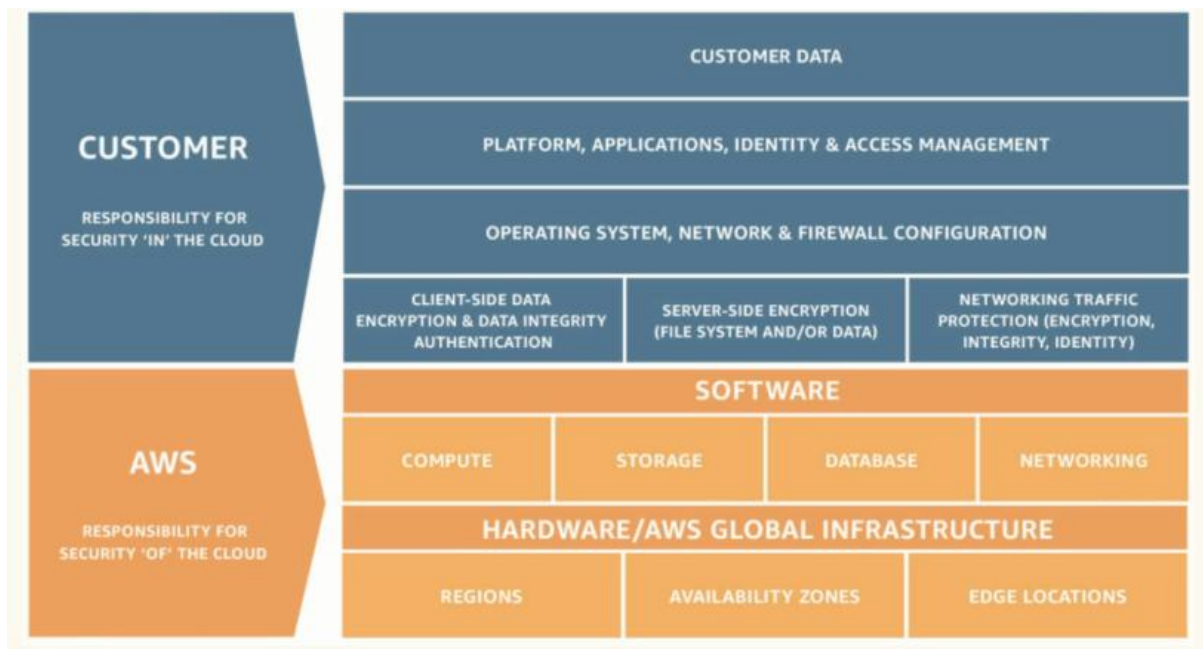 CUSTOMER
RESPONSIBILITY FOR
SECURITY ‘IN’ THE CLOUD
CUSTOMER DATA
PLATFORM, APPLICATIONS, IDENTITY & ACCESS MANAGEMENT
OPERATING SYSTEM, NETWORK & FIREWALL CONFIGURATION
CLIENT-SIDE DATA
ENCRYPTION & DATA INTEGRITY
AUTHENTICATION
SERVER-SIDE ENCRYPTION
(FILE SYSTEM AND/OR DATA)
NETWORKING TRAFFIC
PROTECTION (ENCRYPTION,
INTEGRITY, IDENTITY)
AWS
RESPONSIBILITY FOR
SECURITY ‘OF’ THE CLOUD
SOFTWARE
COMPUTE
STORAGE
DATABASE
NETWORKING
HARDWARE/AWS GLOBAL INFRASTRUCTURE
REGIONS
AVAILABILITY ZONES
EDGE LOCATIONS